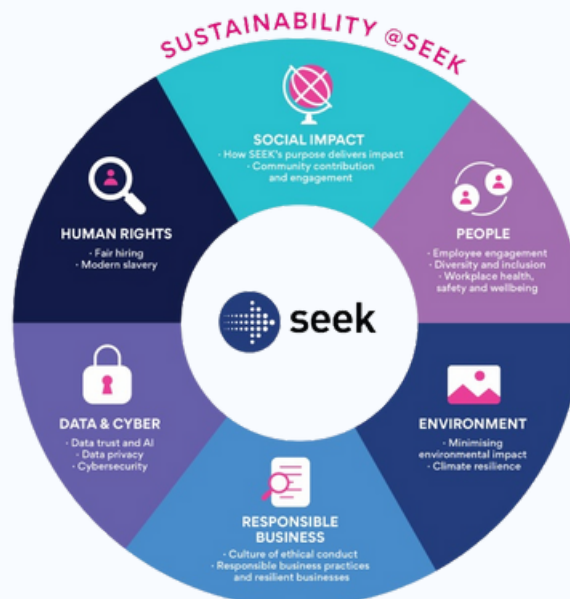 SUSTAINABILITY @SEEK
SOCIAL IMPACT
· How SEEK's purpose delivers impact
· Community contribution
and engagement
PEOPLE
· Employee engagement
· Diversity and inclusion
· Workplace health,
safety and wellbeing
ENVIRONMENT
· Minimising
environmental impact
· Climate resilience
RESPONSIBLE
BUSINESS
· Culture of ethical conduct
· Responsible business practices
and resilient businesses
DATA & CYBER
· Data trust and AI
· Data privacy
· Cybersecurity
HUMAN RIGHTS
· Fair hiring
· Modern slavery
seek